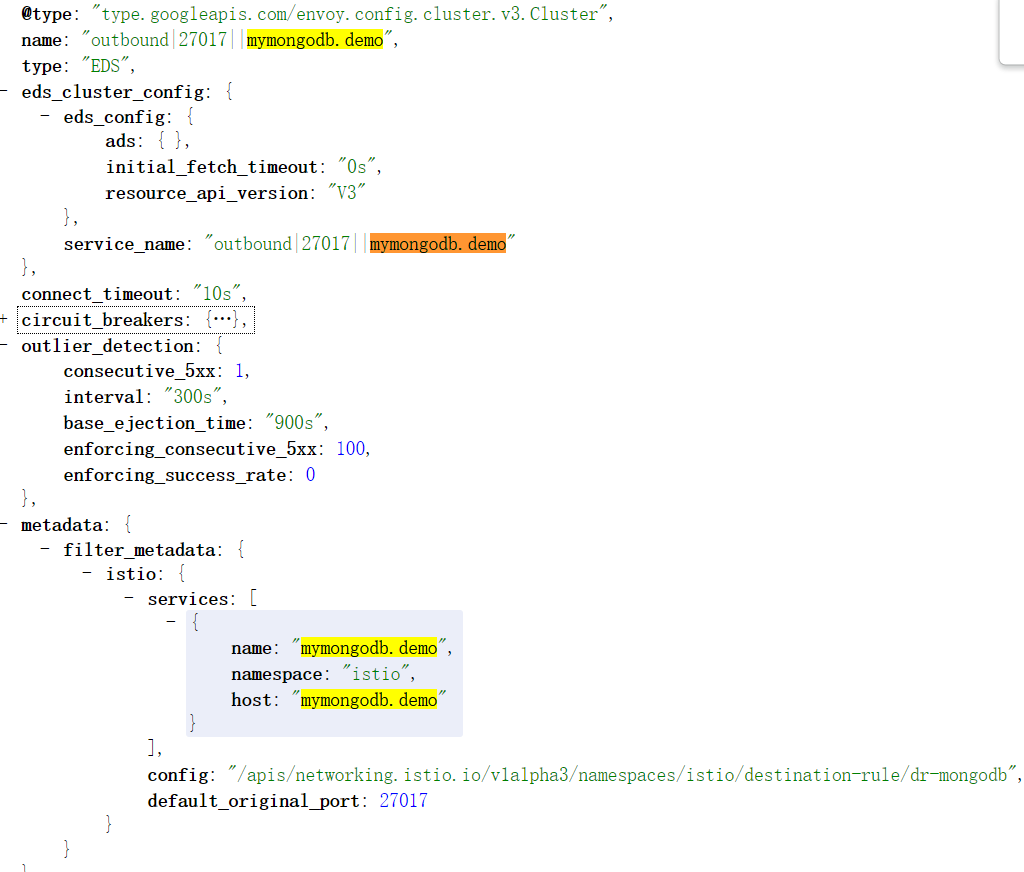 @type: "type.googleapis.com/envoy.config.cluster.v3.Cluster",
name: "outbound|27017||mymongodb.demo",
type: "EDS",
- eds_cluster_config: {
- eds_config: {
ads: { },
initial_fetch_timeout: "0s",
resource_api_version: "V3"
},
service_name: "outbound|27017||mymongodb.demo"
},
connect_timeout: "10s",
+ circuit_breakers: {…},
- outlier_detection: {
consecutive_5xx: 1,
interval: "300s",
base_ejection_time: "900s",
enforcing_consecutive_5xx: 100,
enforcing_success_rate: 0
},
- metadata: {
- filter_metadata: {
- istio: {
- services: [
- {
name: "mymongodb.demo",
namespace: "istio",
host: "mymongodb.demo"
}
],
config: "/apis/networking.istio.io/v1alpha3/namespaces/istio/destination-rule/dr-mongodb",
default_original_port: 27017
}
}